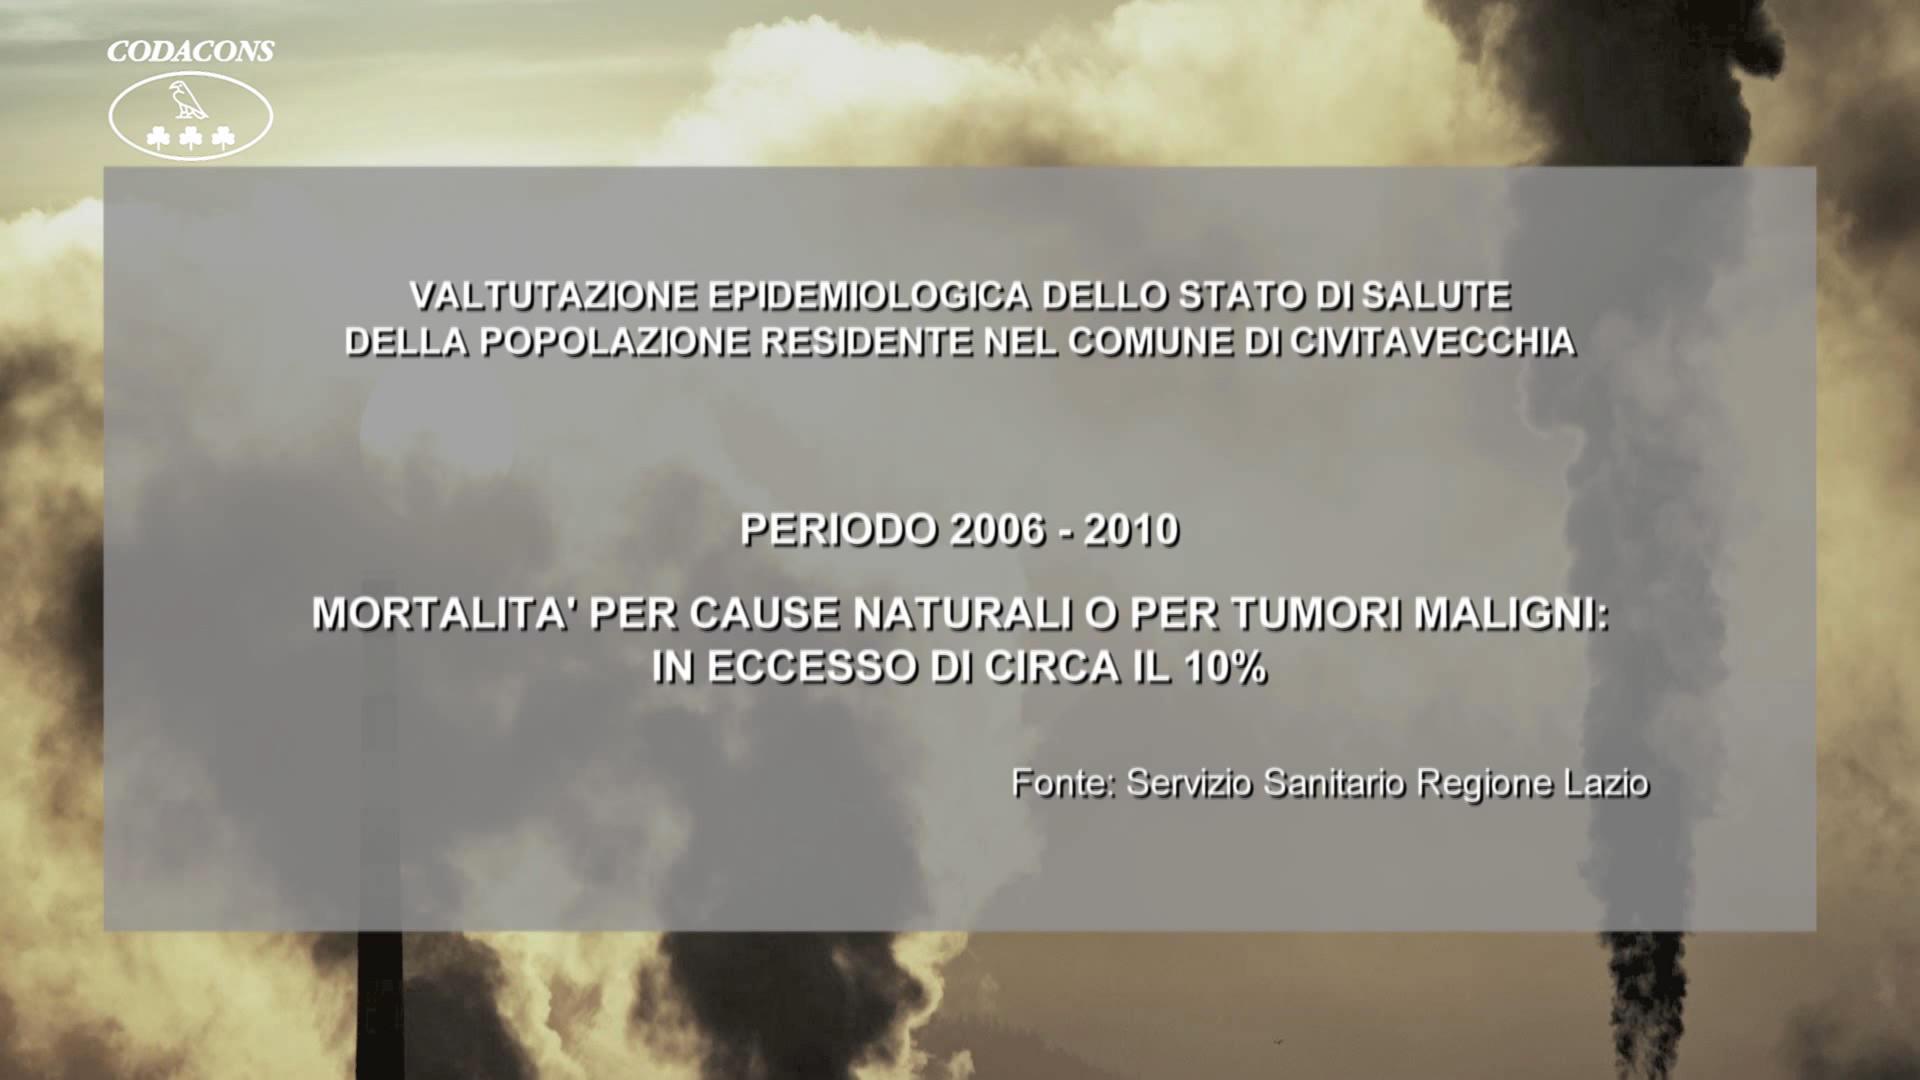 CODACONS
VALTUTAZIONE EPIDEMIOLOGICA DELLO STATO DI SALUTE
DELLA POPOLAZIONE RESIDENTE NEL COMUNE DI CIVITAVECCHIA
PERIODO 2006 - 2010
MORTALITA' PER CAUSE NATURALI O PER TUMORI MALIGNI:
IN ECCESSO DI CIRCA IL 10%
Fonte: Servizio Sanitario Regione Lazio